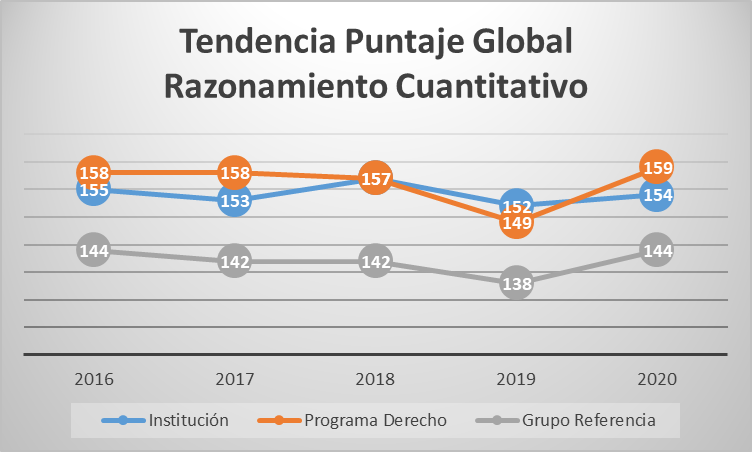 Tendencia Puntaje Global
Razonamiento Cuantitativo
158 158 157 149 159
155 153 152 154
144 142 142 138 144
2016 2017 2018 2019 2020
Institución Programa Derecho Grupo Referencia